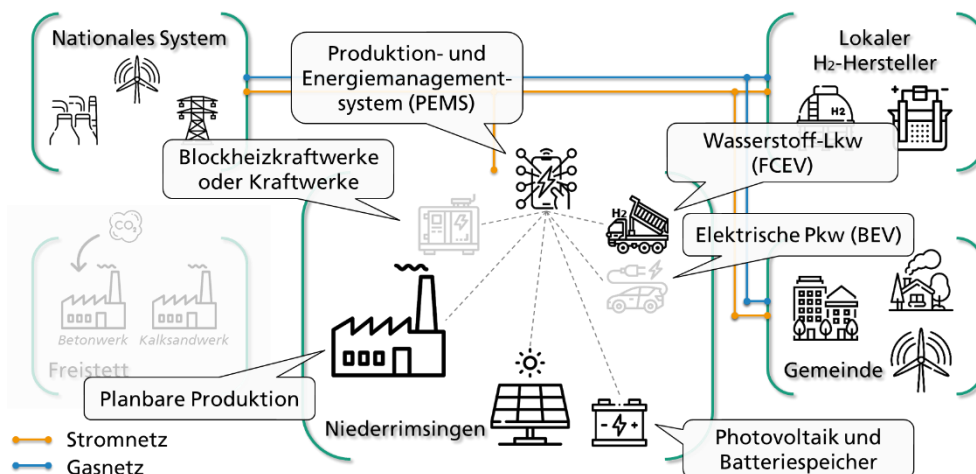 Nationales System
Produktion- und
Energiemanagement-
system (PEMS)
Lokaler
H2-Hersteller
H2
Blockheizkraftwerke
oder Kraftwerke
Wasserstoff-Lkw
(FCEV)
H2
Elektrische Pkw (BEV)
CO2
Betonwerk
Kalksandwerk
Freistett
Gemeinde
Planbare Produktion
Niederrimsingen
Photovoltaik und
Batteriespeicher
Stromnetz
Gasnetz